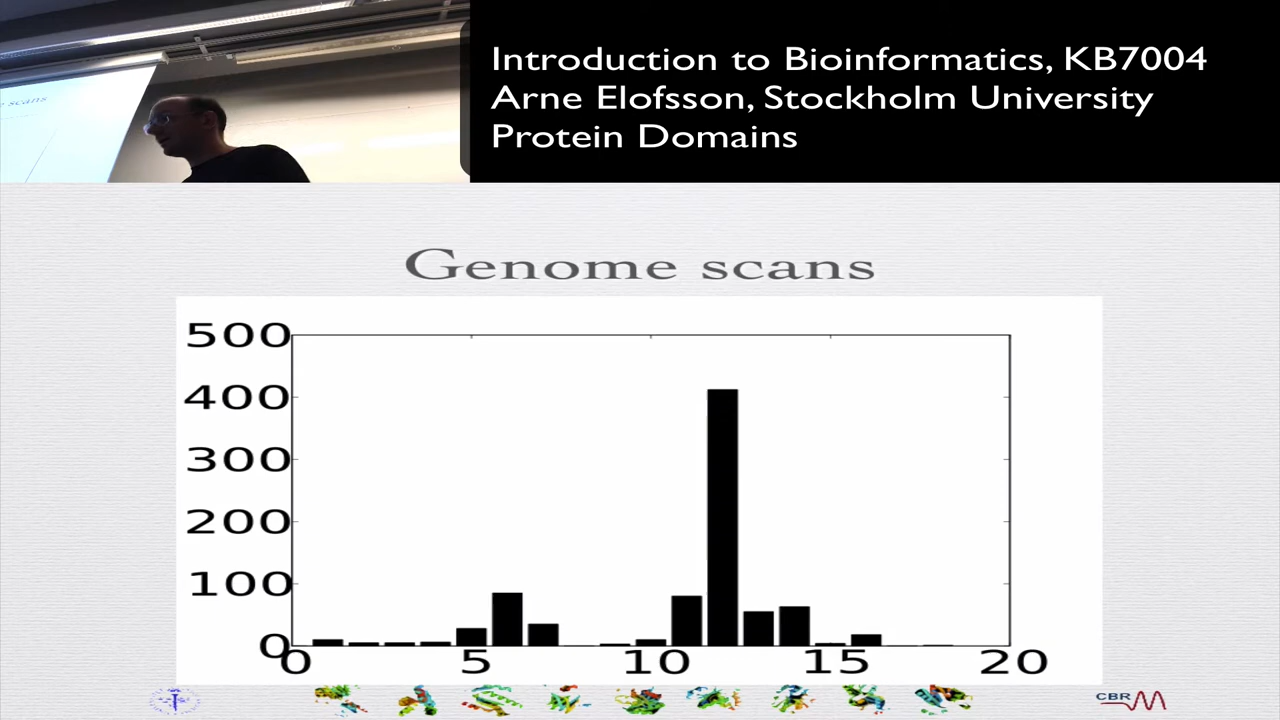 Introduction to Bioinformatics, KB7004
Arne Elofsson, Stockholm University
Protein Domains
scans
Genome scans
500
400
300
200
100
0
0 5 10 15 20
CBR